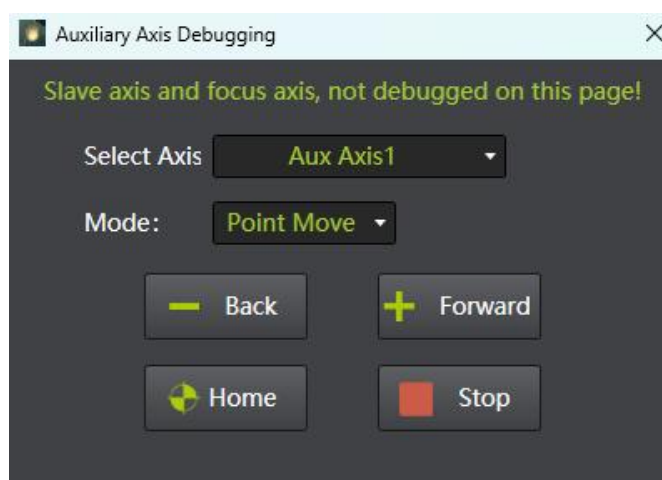 Auxiliary Axis Debugging
Slave axis and focus axis, not debugged on this page!
Select Axis Aux Axis1
Mode: Point Move
Back Forward
Home Stop